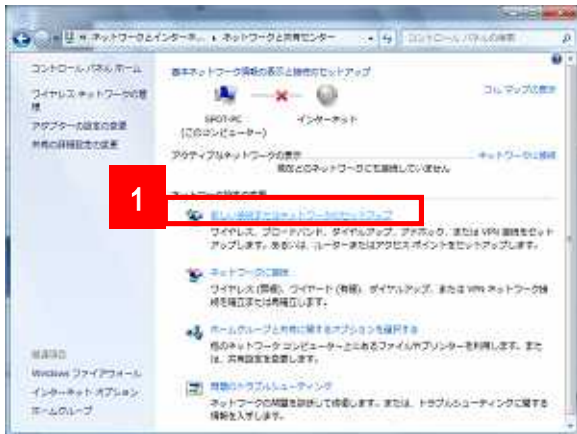 ネットワークとインターネ... ▸ ネットワークと共有センター
コントロール パネルの検索
コントロール パネル ホーム
ワイヤレス ネットワークの管
理
アダプターの設定の変更
共有の詳細設定の変更
基本ネットワーク情報の表示と接続のセットアップ
フル マップの表示
SPOT-PC
(このコンピューター)
インターネット
アクティブなネットワークの表示
ネットワークに接続
現在どのネットワークにも接続していません。
1
ネットワーク設定の変更
新しい接続またはネットワークのセットアップ
ワイヤレス、ブロードバンド、ダイヤルアップ、アドホック、または VPN 接続をセット
アップします。あるいは、ルーターまたはアクセス ポイントをセットアップします。
ネットワークに接続
ワイヤレス (無線)、ワイヤード (有線)、ダイヤルアップ、または VPN ネットワーク接
続を確立または再確立します。
ホームグループと共有に関するオプションを選択する
他のネットワーク コンピューター上にあるファイルやプリンターを利用します。また
は、共有設定を変更します。
問題のトラブルシューティング
ネットワークの問題を診断して修復します。または、トラブルシューティングに関する
情報を入手します。
関連項目
Windows ファイアウォール
インターネット オプション
ホームグループ